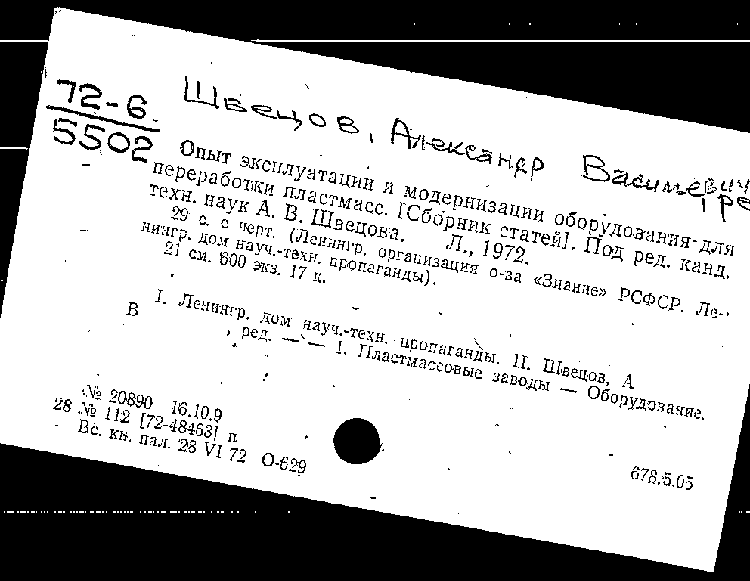 72-6
5502
Швецов, Александр Васильевич, ре
Опыт эксплуатации и модернизации оборудования для
переработки пластмасс. [Сборник статей]. Под ред. канд.
техн. наук А. В. Швецова. Л., 1972.
29 с. с черт. (Ленингр. организация о-ва «Знание» РСФСР. Ле-
нингр. дом науч.-техн. пропаганды).
21 см. 800 экз. 17 к.
I. Ленингр. дом науч.-техн. пропаганды. II. Швецов, А
В , ред. — — 1. Пластмассовые заводы — Оборудование.
№ 20890 16.10.9
28 № 112 [72-48463] п
Вс. кн. пал. 28 VI 72 О-629
678.5.05